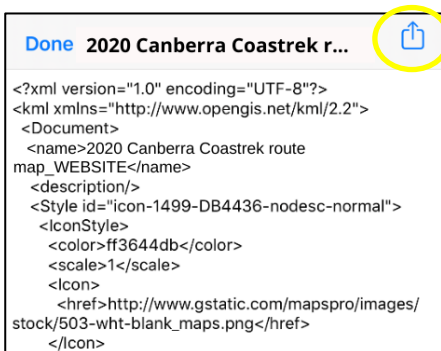 Done 2020 Canberra Coastrek r...
<?xml version="1.0" encoding="UTF-8"?>
<kml xmlns="http://www.opengis.net/kml/2.2">
<Document>
<name>2020 Canberra Coastrek route
map_WEBSITE</name>
<description/>
<Style id="icon-1499-DB4436-nodesc-normal">
<IconStyle>
<color>ff3644db</color>
<scale>1</scale>
<Icon>
<href>http://www.gstatic.com/mapspro/images/
stock/503-wht-blank_maps.png</href>
</Icon>